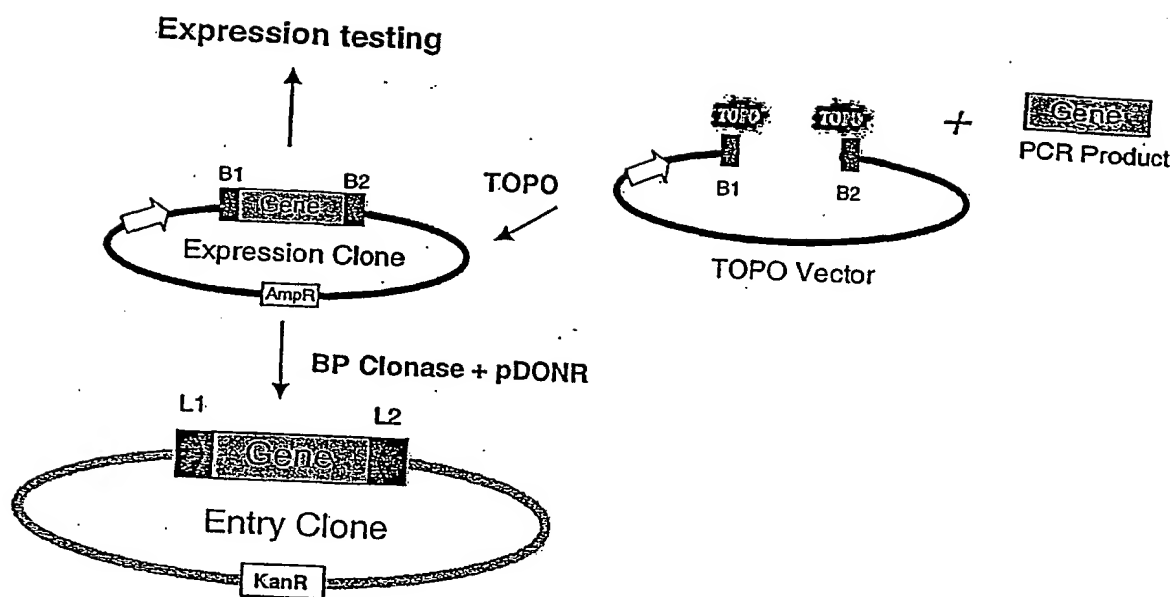 Expression testing
TOPO TOPO + Gene
PCR Product
B1 B2
TOPO Vector
TOPO
B1 B2
Gene
Expression Clone
AmpR
BP Clonase + pDONR
L1 L2
Gene
Entry Clone
KanR